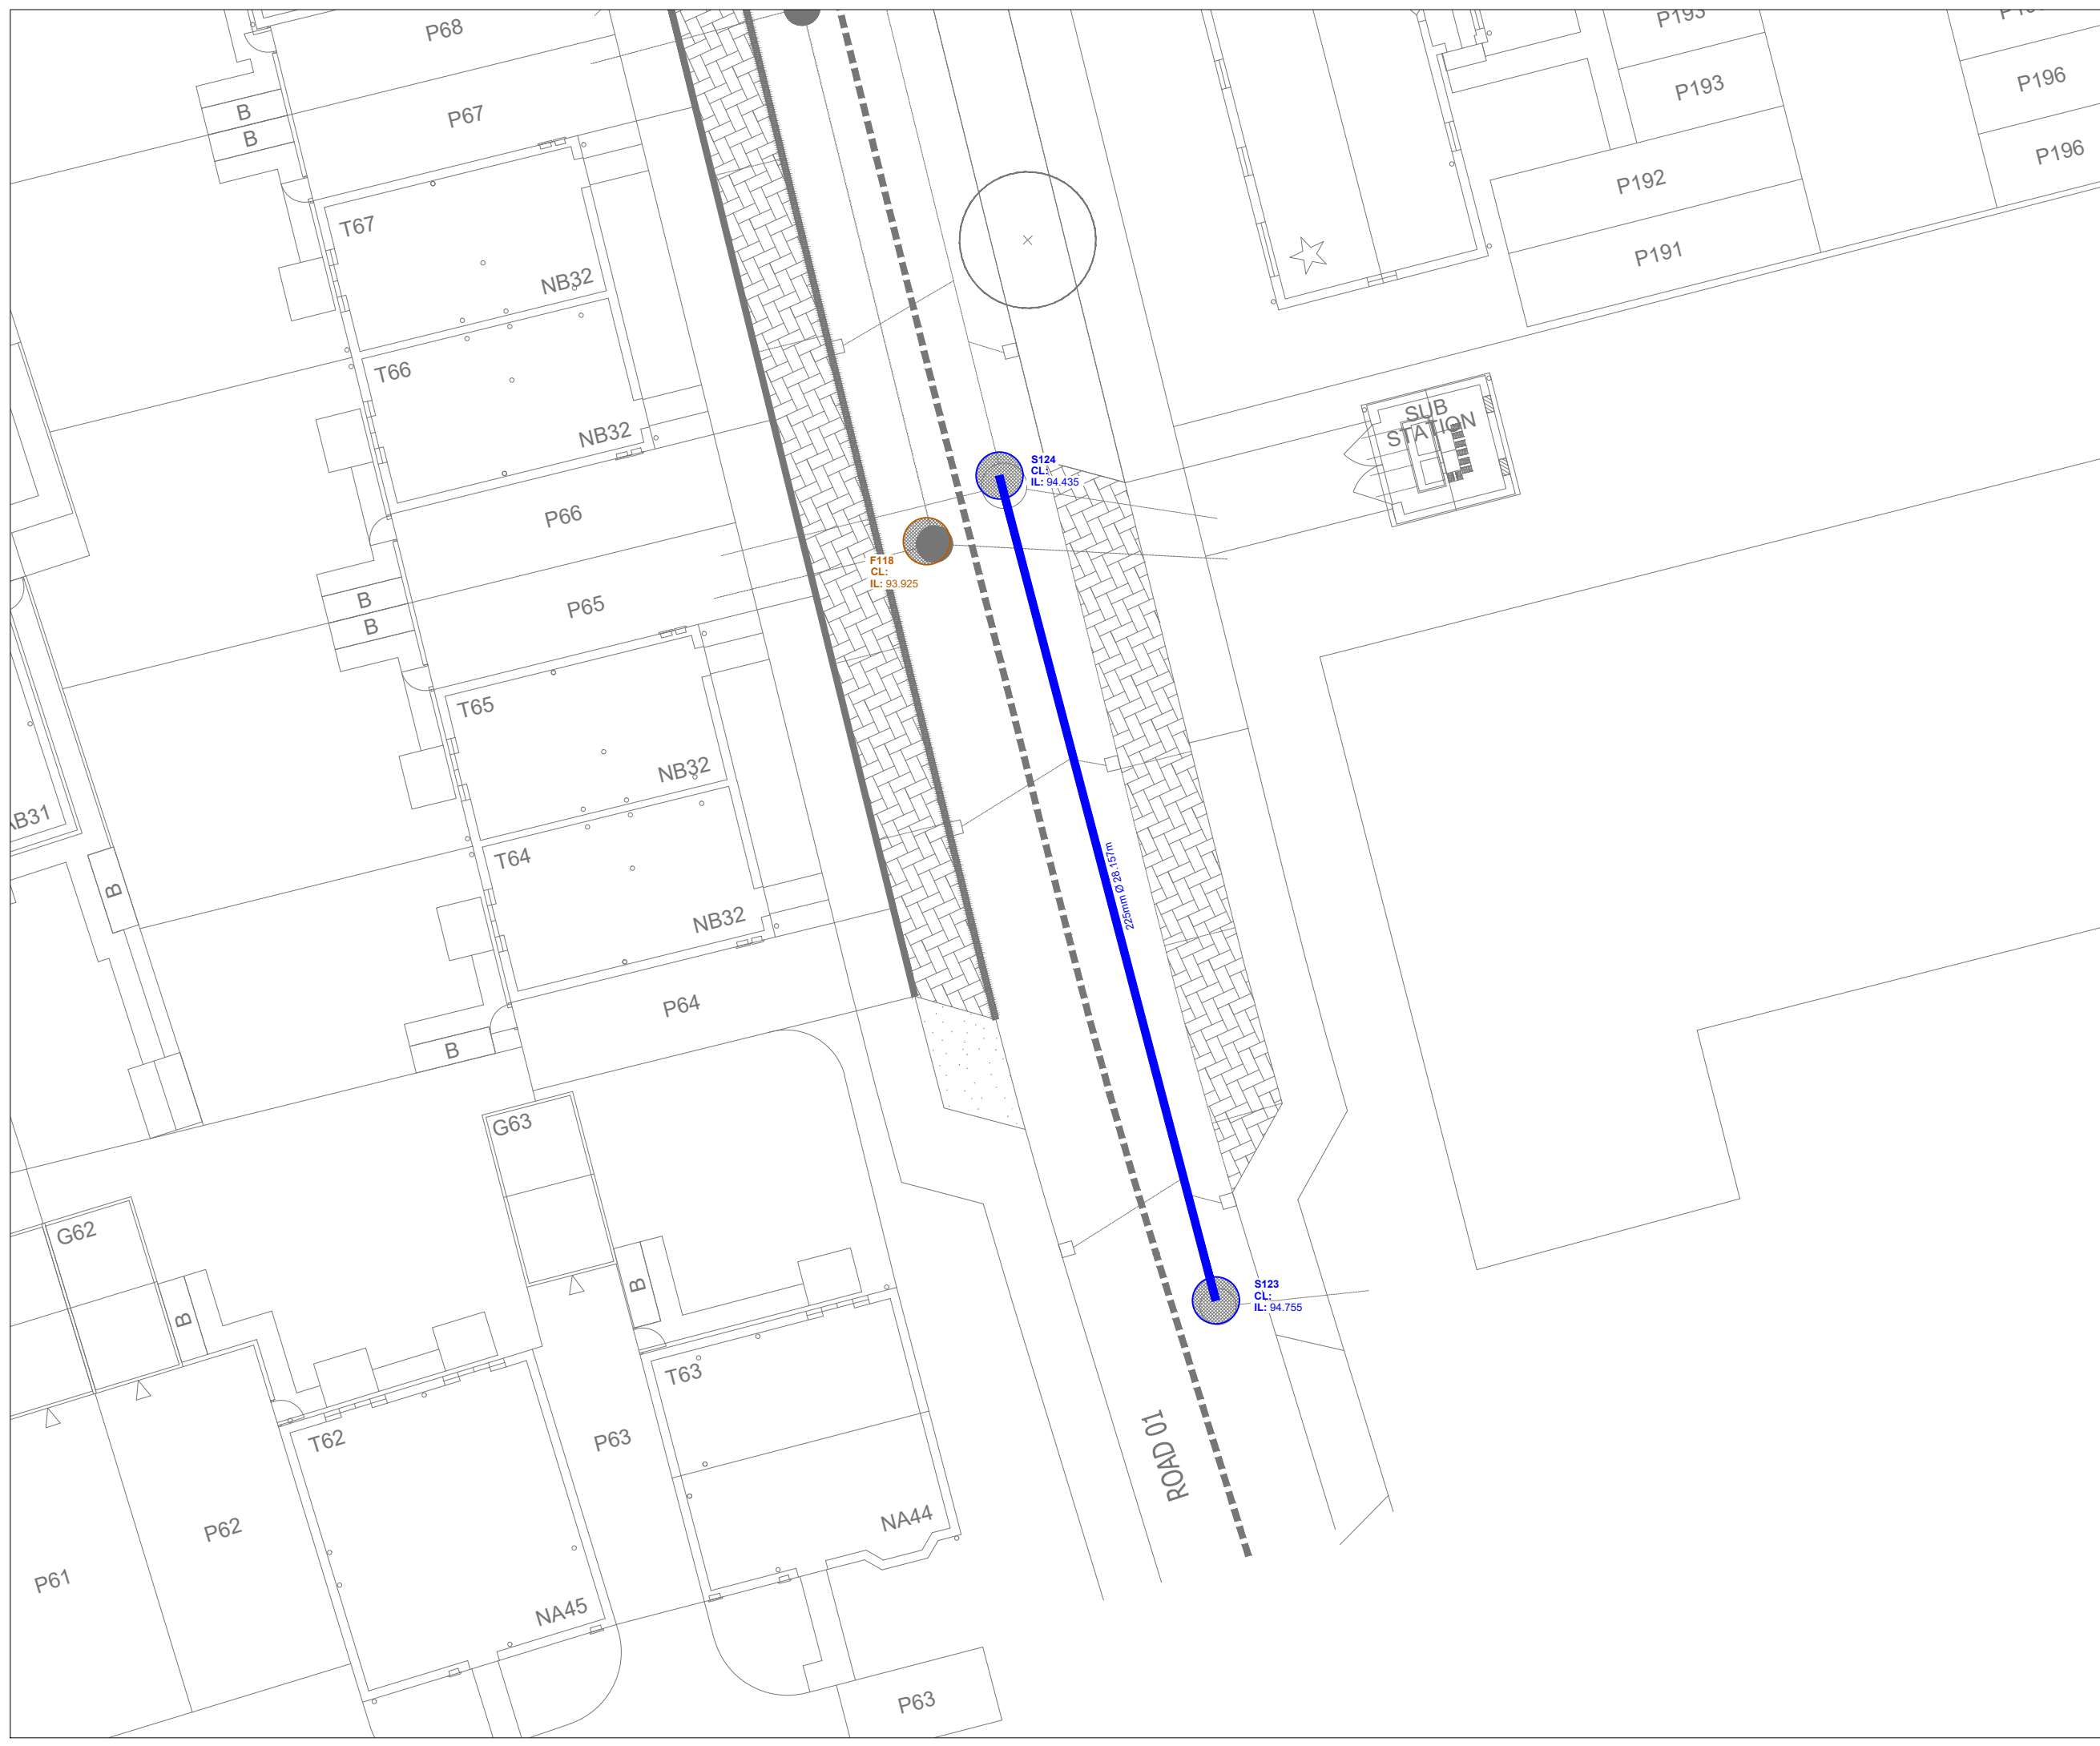 P68
P193
P67
B
B
P193
P196
P192
P196
P191
T67
NB32
T66
NB32
SUB
STATION
S124
CL:
IL: 94.435
P66
F118
CL:
IL: 93.925
B
B
P65
T65
NB32
T64
NB32
B
225mm Ø 28.157m
P64
B
G63
G62
B
B
S123
CL:
IL: 94.755
T63
T62
P63
ROAD 01
NA44
P62
P61
NA45
P63